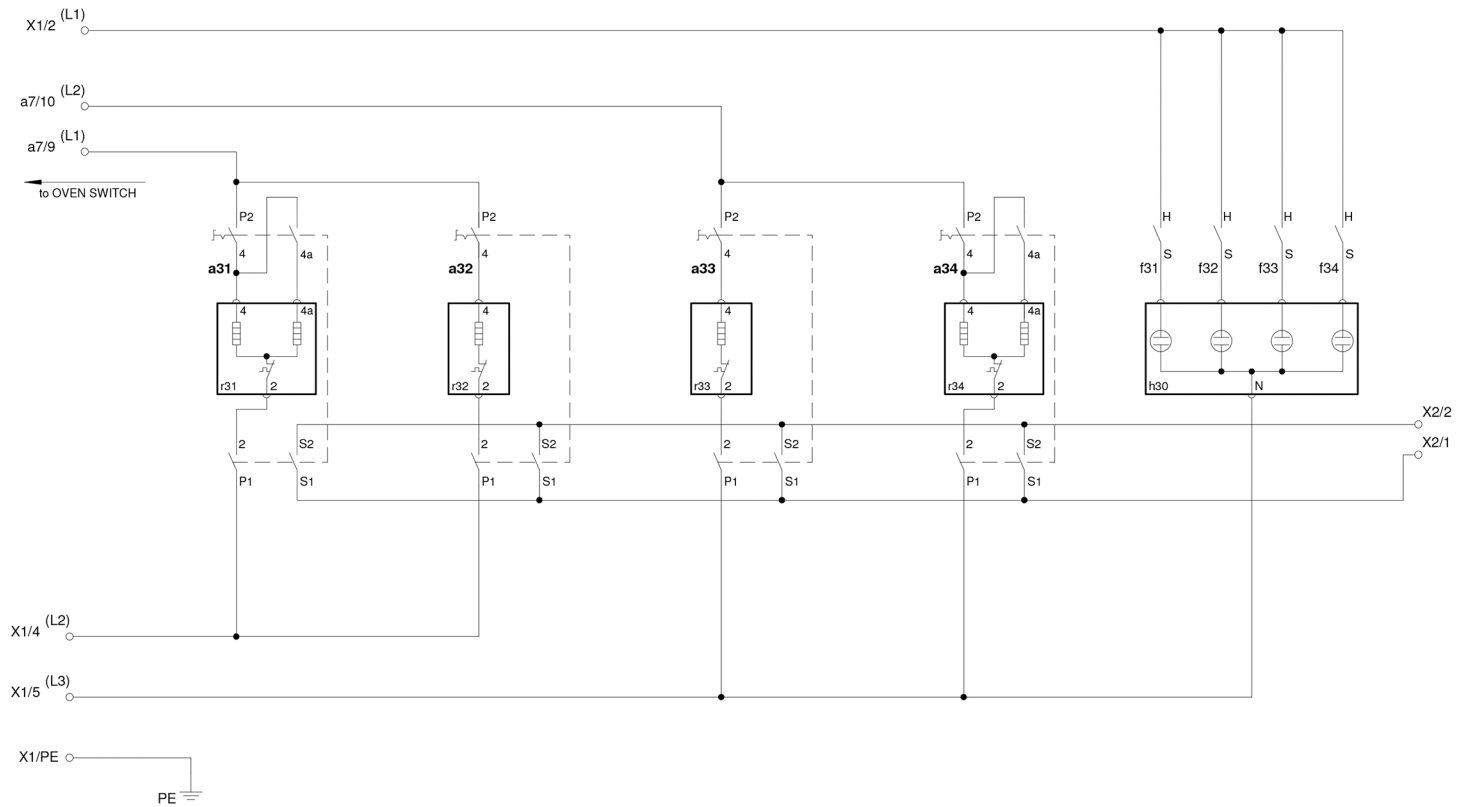 X1/2 (L1)
a7/10 (L2)
a7/9 (L1)
to OVEN SWITCH
P2 P2 P2 P2 H H H H
4 4a 4 4 4 4a S S S S
a31 a32 a33 a34 f31 f32 f33 f34
4 4a 4 4 4 4a
r31 2 r32 2 r33 2 r34 2 h30 N
X2/2
2 S2 2 S2 2 S2 2 S2 X2/1
P1 S1 P1 S1 P1 S1 P1 S1
X1/4 (L2)
X1/5 (L3)
X1/PE
PE